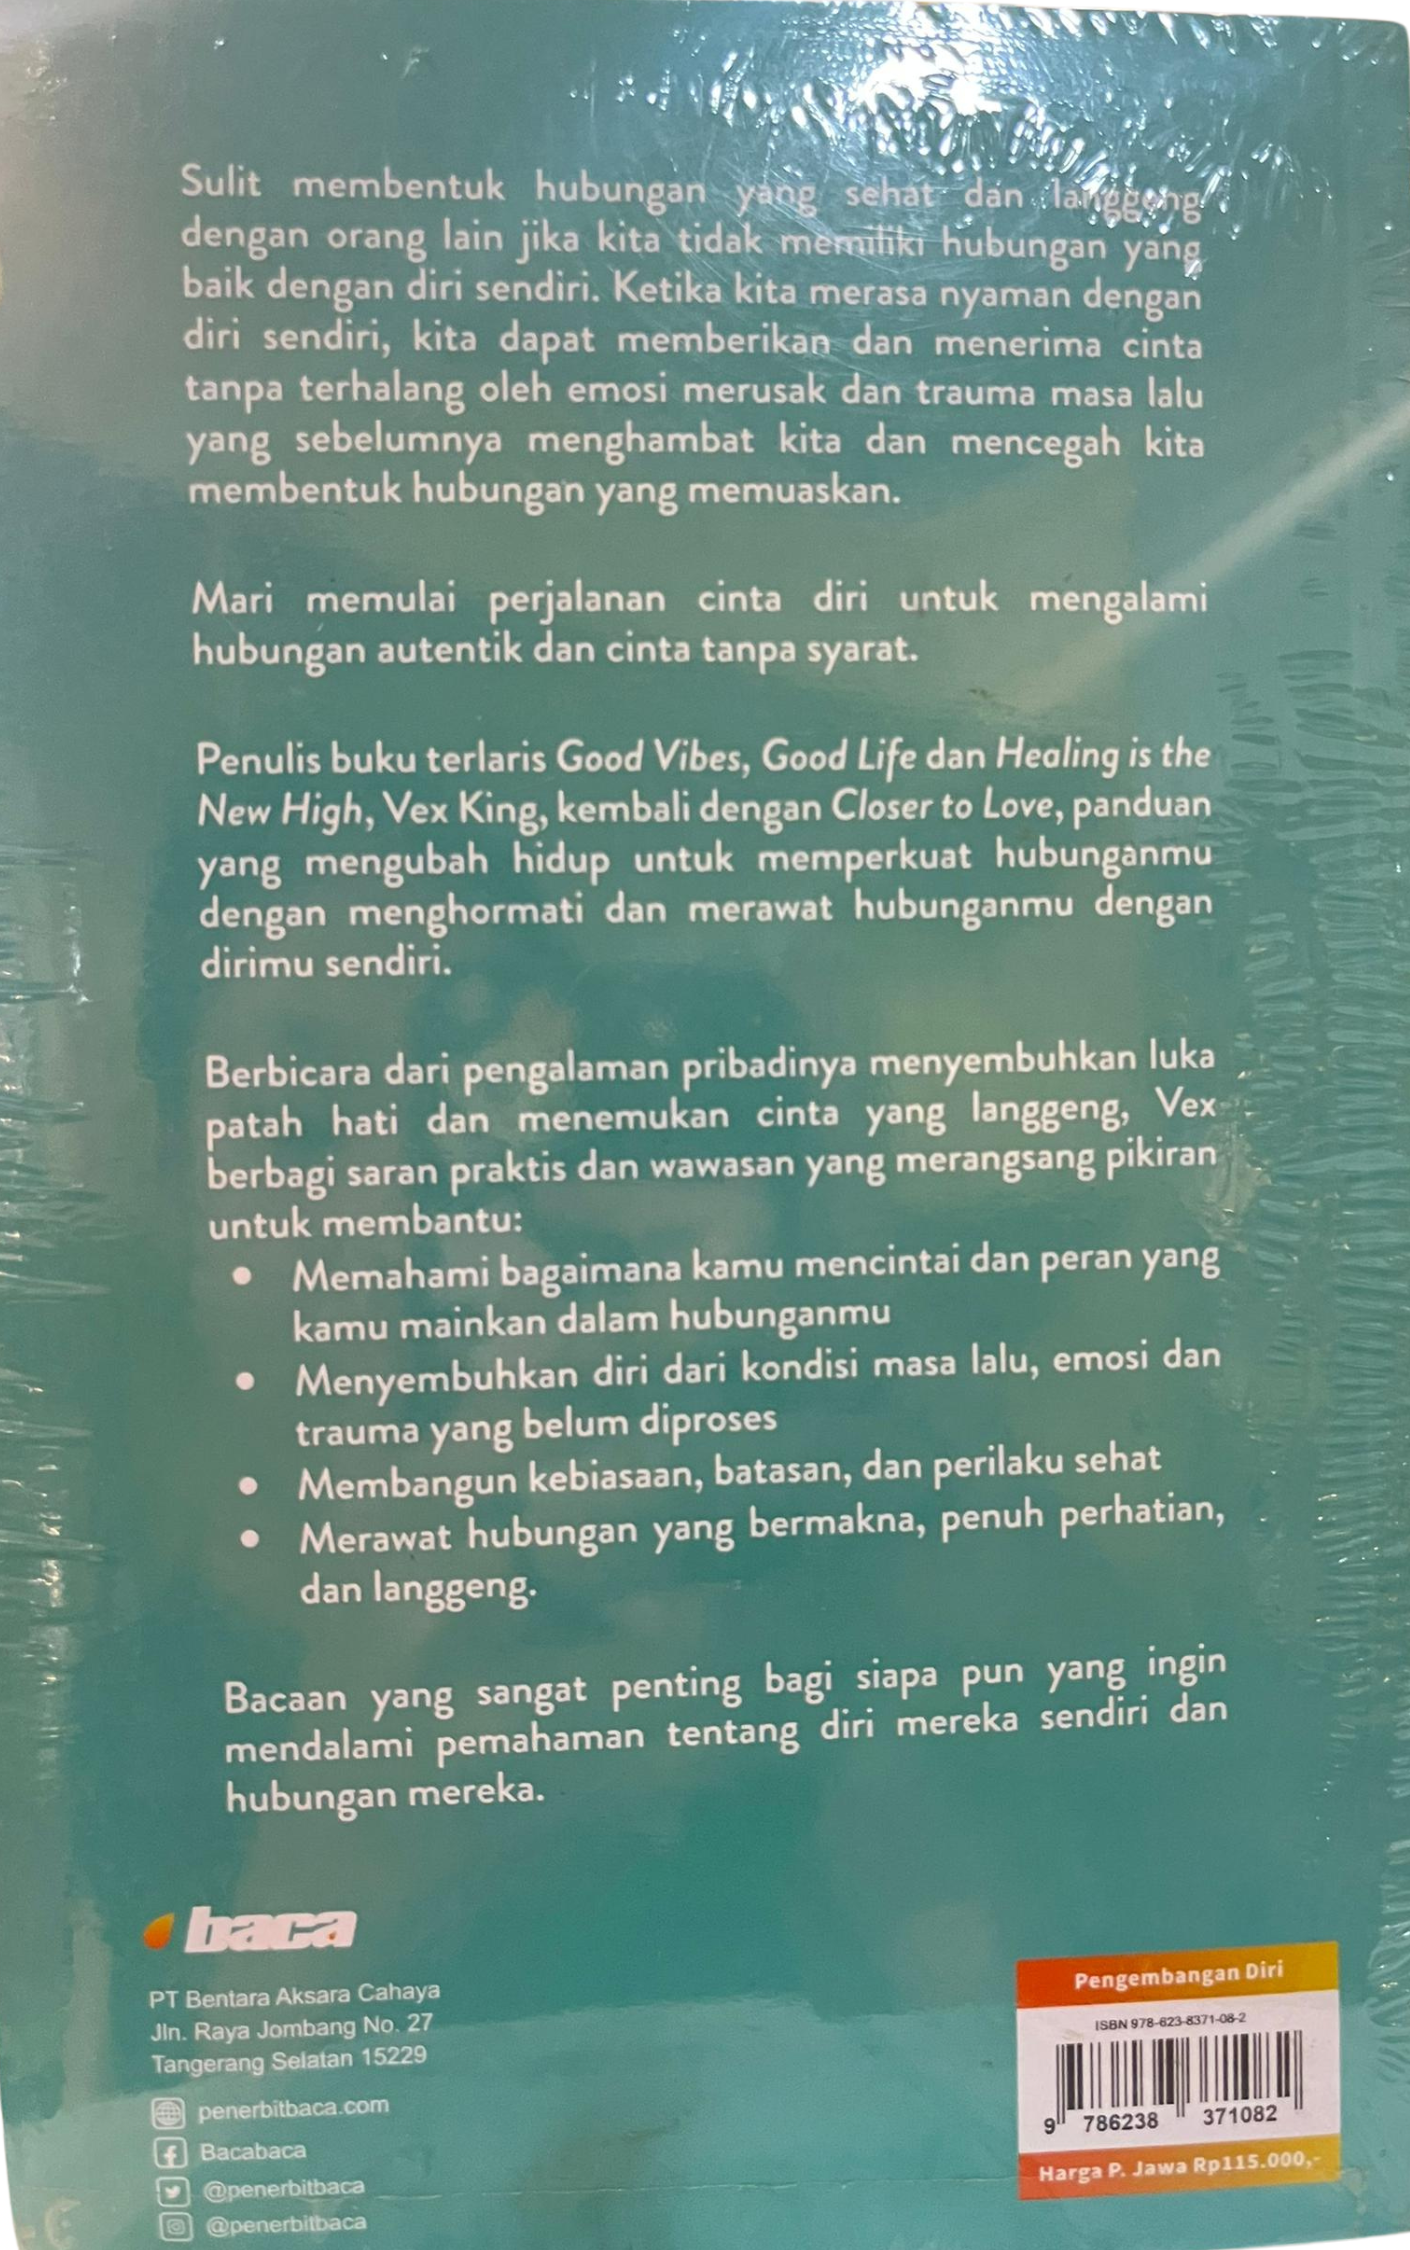 Sulit membentuk hubungan yang sehat dan langgeng
dengan orang lain jika kita tidak memiliki hubungan yang
baik dengan diri sendiri. Ketika kita merasa nyaman dengan
diri sendiri, kita dapat memberikan dan menerima cinta
tanpa terhalang oleh emosi merusak dan trauma masa lalu
yang sebelumnya menghambat kita dan mencegah kita
membentuk hubungan yang memuaskan.
Mari memulai perjalanan cinta diri untuk mengalami
hubungan autentik dan cinta tanpa syarat.
Penulis buku terlaris Good Vibes, Good Life dan Healing is the
New High, Vex King, kembali dengan Closer to Love, panduan
yang mengubah hidup untuk memperkuat hubunganmu
dengan menghormati dan merawat hubunganmu dengan
dirimu sendiri.
Berbicara dari pengalaman pribadinya menyembuhkan luka
patah hati dan menemukan cinta yang langgeng, Vex
berbagi saran praktis dan wawasan yang merangsang pikiran
untuk membantu:
• Memahami bagaimana kamu mencintai dan peran yang
kamu mainkan dalam hubunganmu
• Menyembuhkan diri dari kondisi masa lalu, emosi dan
trauma yang belum diproses
• Membangun kebiasaan, batasan, dan perilaku sehat
• Merawat hubungan yang bermakna, penuh perhatian,
dan langgeng.
Bacaan yang sangat penting bagi siapa pun yang ingin
mendalami pemahaman tentang diri mereka sendiri dan
hubungan mereka.
baca
PT Bentara Aksara Cahaya
Jln. Raya Jombang No. 27
Tangerang Selatan 15229
penerbitbaca.com
Bacabaca
@penerbitbaca
@penerbitbaca
Pengembangan Diri
ISBN 978-623-8371-08-2
9 786238 371082
Harga P. Jawa Rp115.000,-